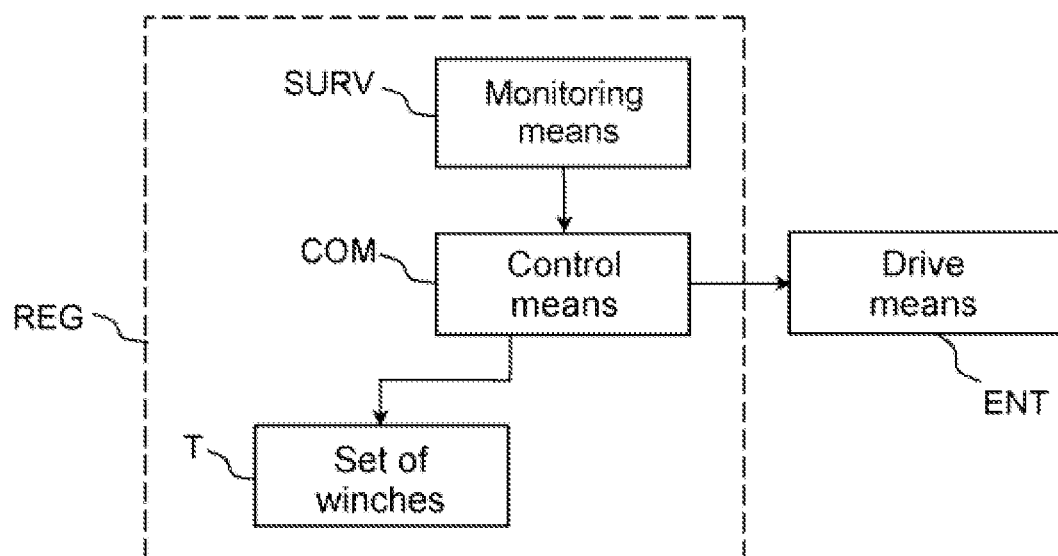 SURV
Monitoring
means
COM
Control
means
Drive
means
REG
ENT
T
Set of
winches